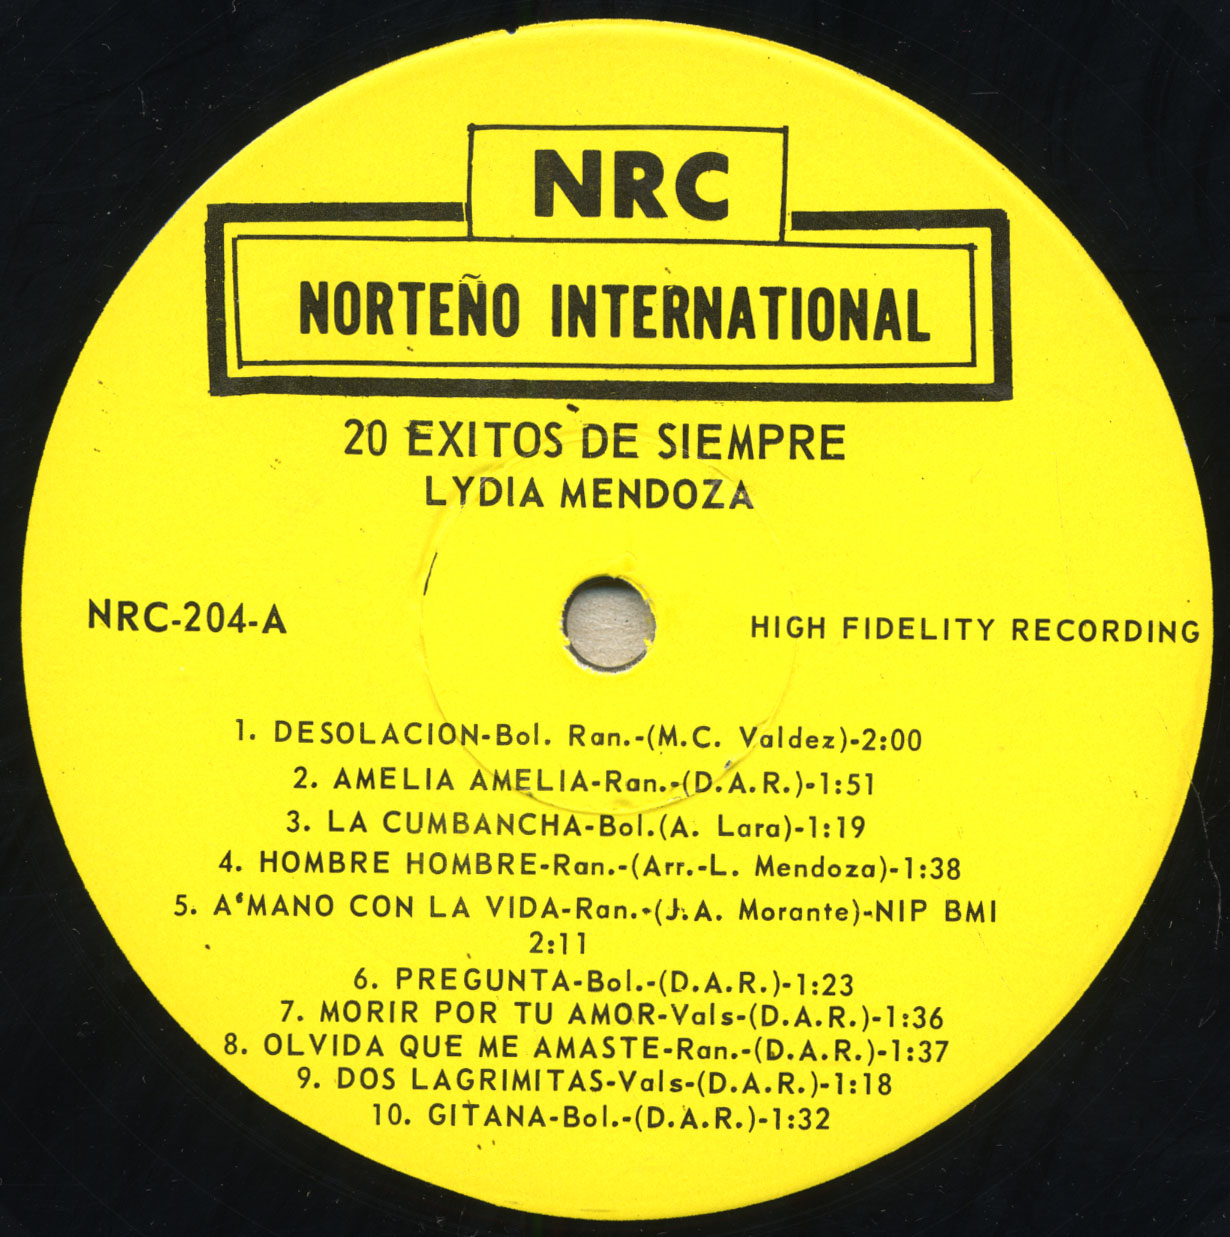 NRC
NORTEÑO INTERNATIONAL
20 EXITOS DE SIEMPRE
LYDIA MENDOZA
NRC-204-A
HIGH FIDELITY RECORDING
1. DESOLACION-Bol. Ran.-(M.C. Valdez)-2:00
2. AMELIA AMELIA-Ran.-(D.A.R.)-1:51
3. LA CUMBANCHA-Bol.(A. Lara)-1:19
4. HOMBRE HOMBRE-Ran.-(Arr.-L. Mendoza)-1:38
5. A‘MANO CON LA VIDA-Ran.-(J.A. Morante)-NIP BMI
2:11
6. PREGUNTA-Bol.-(D.A.R.)-1:23
7. MORIR POR TU AMOR-Vals-(D.A.R.)-1:36
8. OLVIDA QUE ME AMASTE-Ran.-(D.A.R.)-1:37
9. DOS LAGRIMITAS-Vals-(D.A.R.)-1:18
10. GITANA-Bol.-(D.A.R.)-1:32